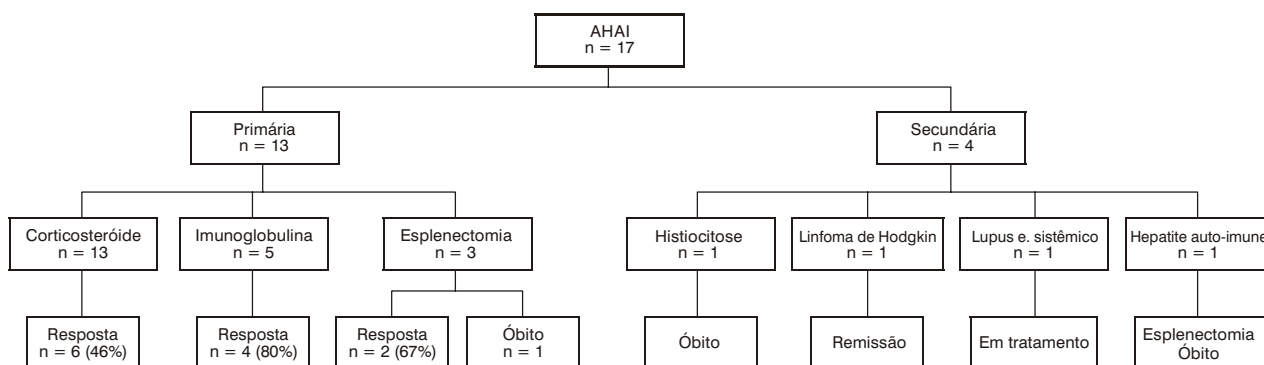 AHAI
n = 17
Primária
n = 13
Secundária
n = 4
Corticosteróide
n = 13
Imunoglobulina
n = 5
Esplenectomia
n = 3
Histiocitose
n = 1
Linfoma de Hodgkin
n = 1
Lupus e. sistêmico
n = 1
Hepatite auto-imune
n = 1
Resposta
n = 6 (46%)
Resposta
n = 4 (80%)
Resposta
n = 2 (67%)
Óbito
n = 1
Óbito
Remissão
Em tratamento
Esplenectomia
Óbito